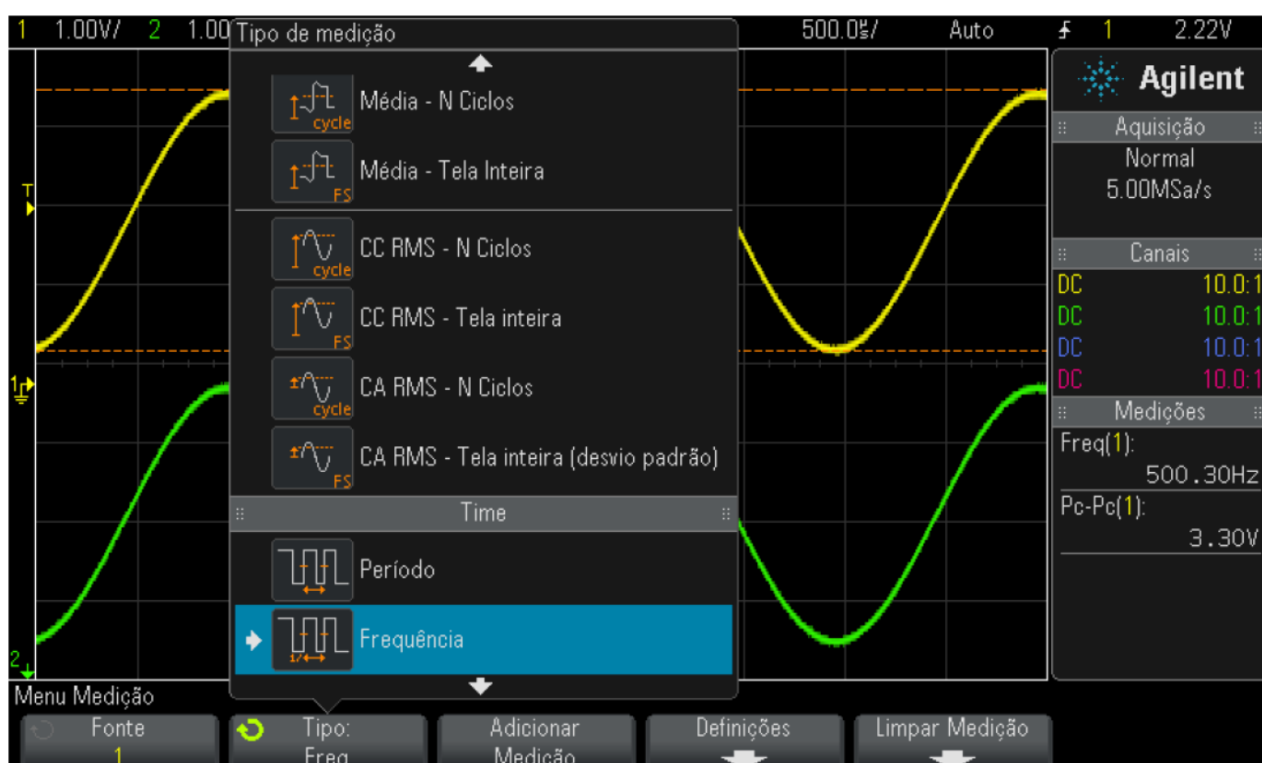 1 1.00V/ 2 1.00 500.0㎲/ Auto 1 2.22V
Tipo de medição
Média - N Ciclos
cycle
Média - Tela Inteira
FS
CC RMS - N Ciclos
cycle
CC RMS - Tela inteira
FS
CA RMS - N Ciclos
cycle
CA RMS - Tela inteira (desvio padrão)
FS
Time
Período
Frequência
1/
T
1
2
Agilent
Aquisição
Normal
5.00MSa/s
Canais
DC 10.0:1
DC 10.0:1
DC 10.0:1
DC 10.0:1
Medições
Freq(1):
500.30Hz
Pc-Pc(1):
3.30V
Menu Medição
Fonte
1
Tipo:
Freq
Adicionar
Medição
Definições
Limpar Medição